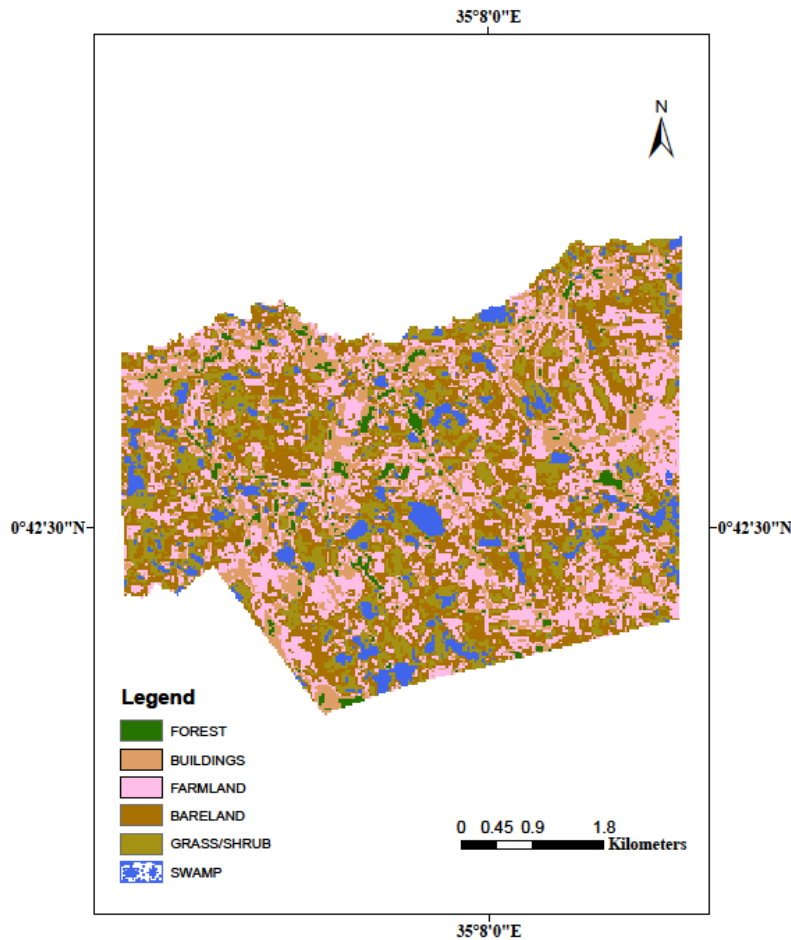 35°8'0"E
N
0°42'30"N
0°42'30"N
Legend
FOREST
BUILDINGS
FARMLAND
BARELAND
GRASS/SHRUB
SWAMP
0 0.45 0.9 1.8
Kilometers
35°8'0"E